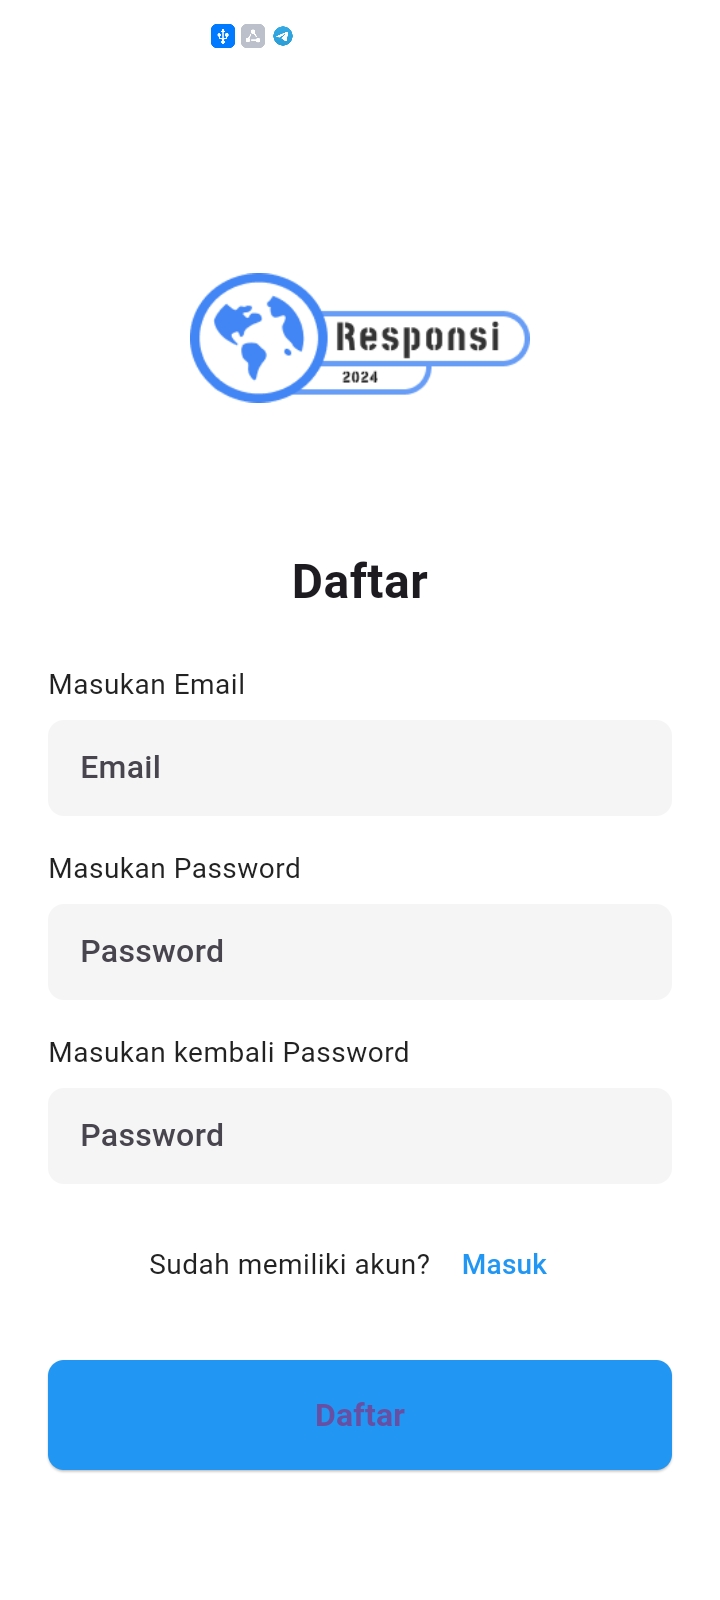 Responsi
2024
Daftar
Masukan Email
Email
Masukan Password
Password
Masukan kembali Password
Password
Sudah memiliki akun? Masuk
Daftar